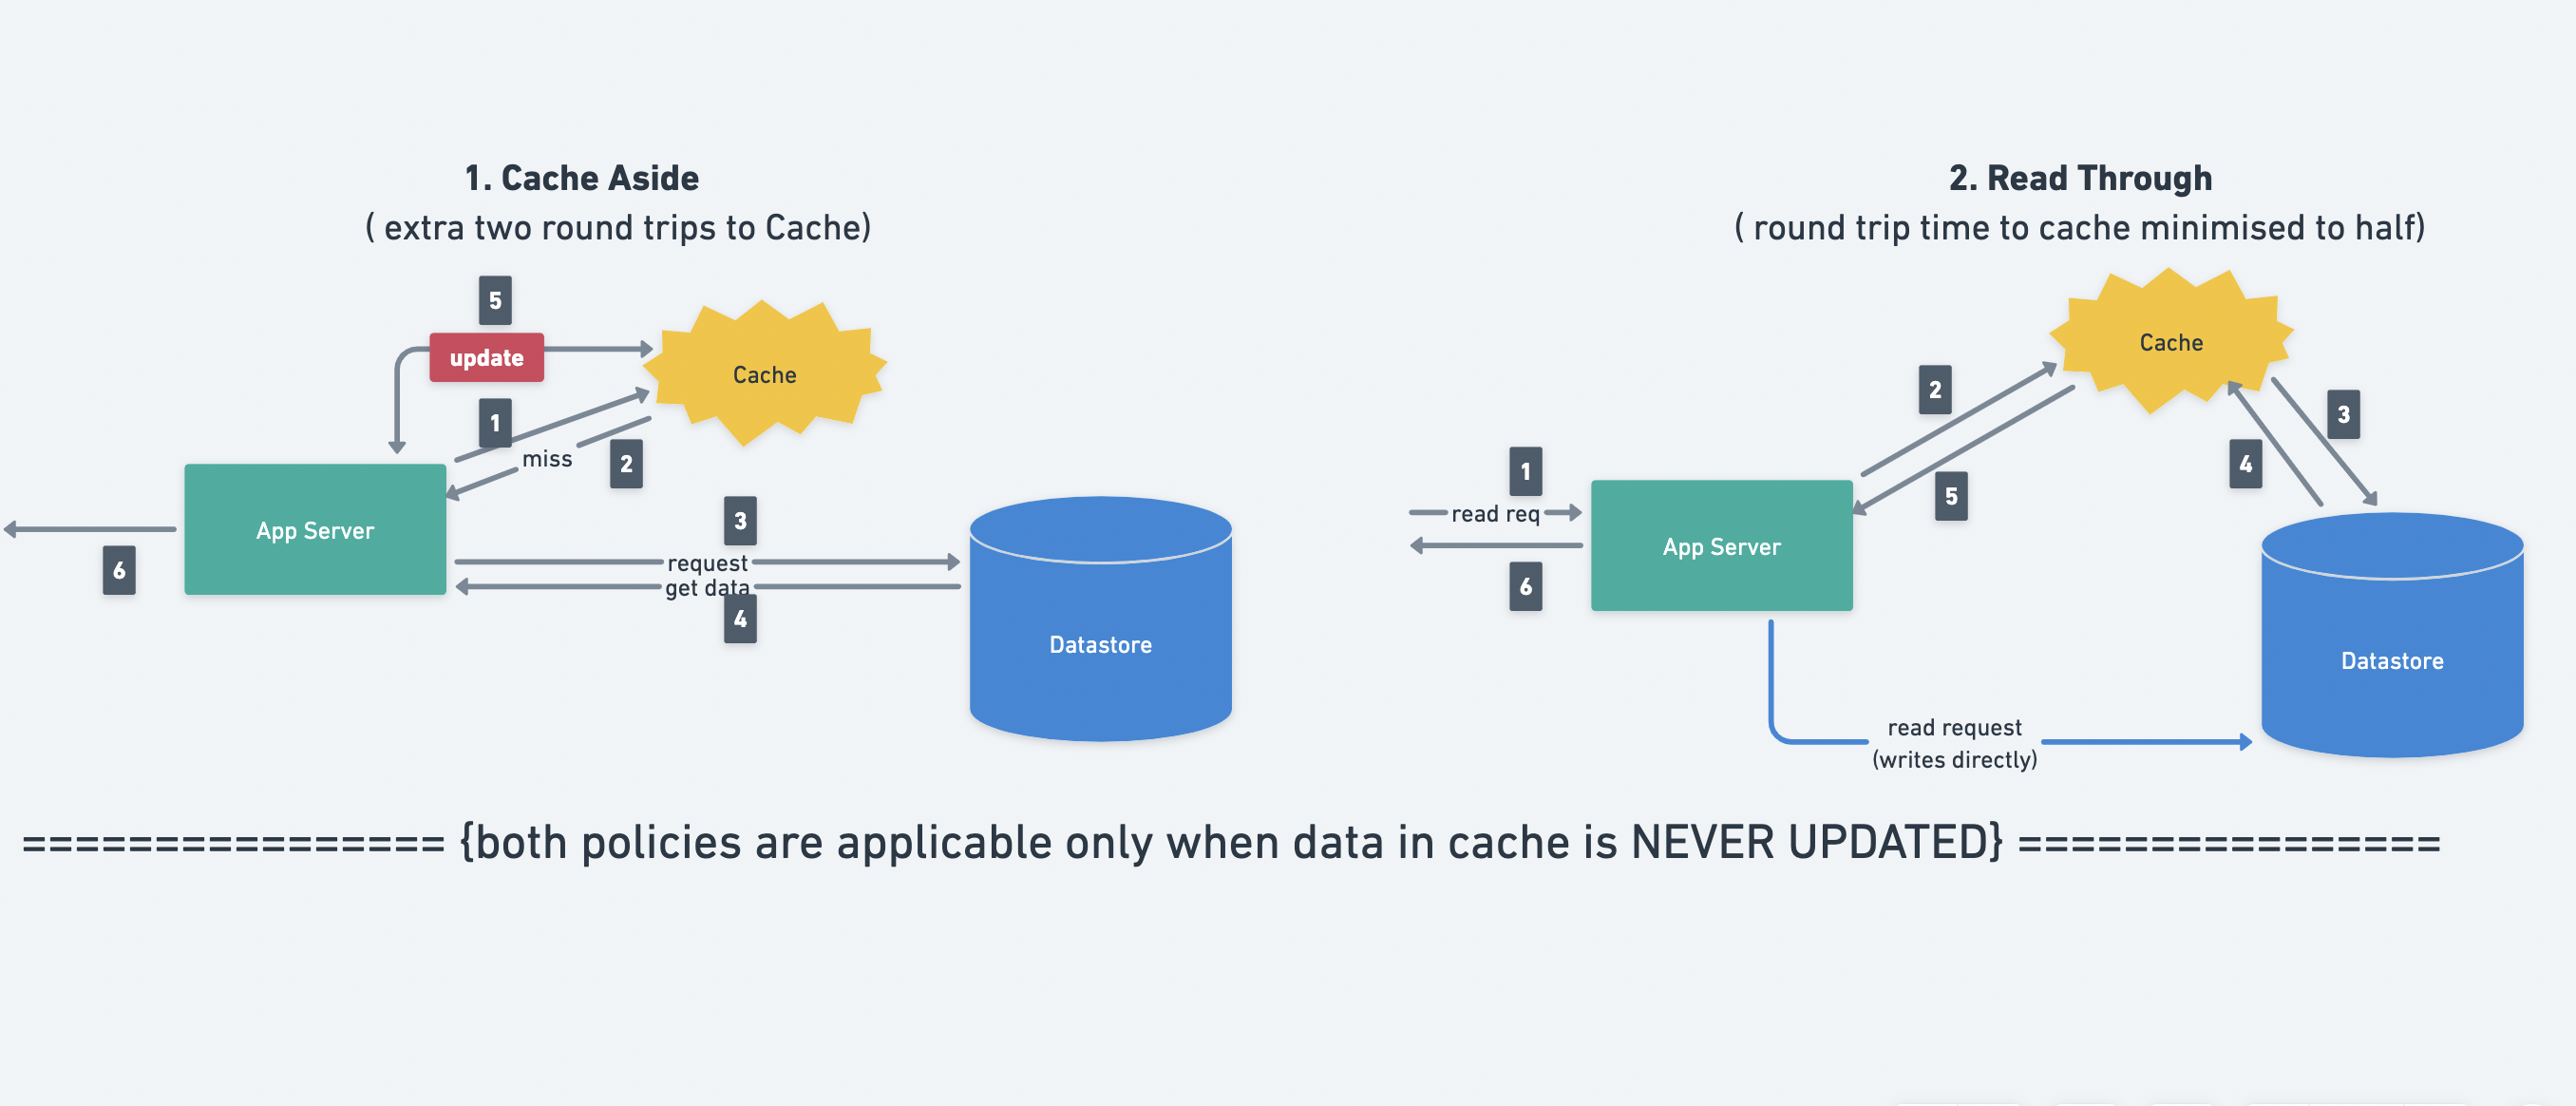 1. Cache Aside
( extra two round trips to Cache)
5
update
Cache
1
miss
2
App Server
6
3
request
get data
4
Datastore
2. Read Through
( round trip time to cache minimised to half)
Cache
2
3
4
5
1
read req
App Server
6
Datastore
read request
(writes directly)
================ {both policies are applicable only when data in cache is NEVER UPDATED} ================